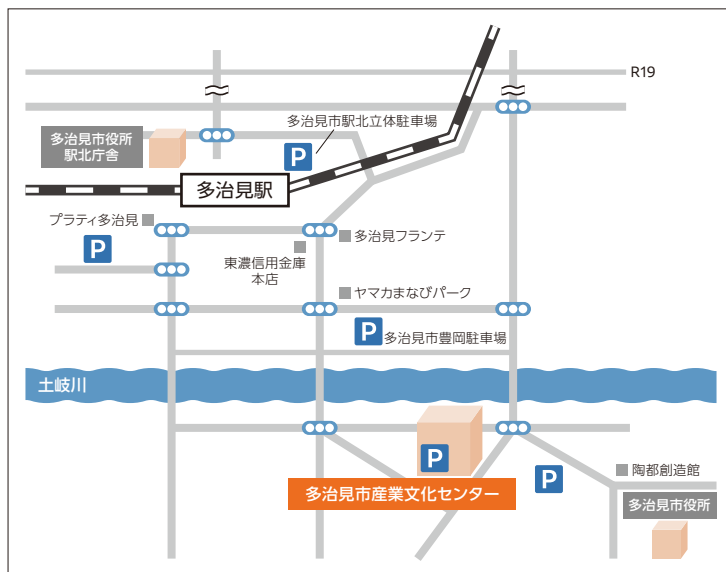 R19
多治見市駅北立体駐車場
多治見市役所
駅北庁舎
P
多治見駅
プラティ多治見
P
多治見フランテ
東濃信用金庫
本店
ヤマカまなびパーク
P
多治見市豊岡駐車場
土岐川
P
多治見市産業文化センター
P
陶都創造館
多治見市役所